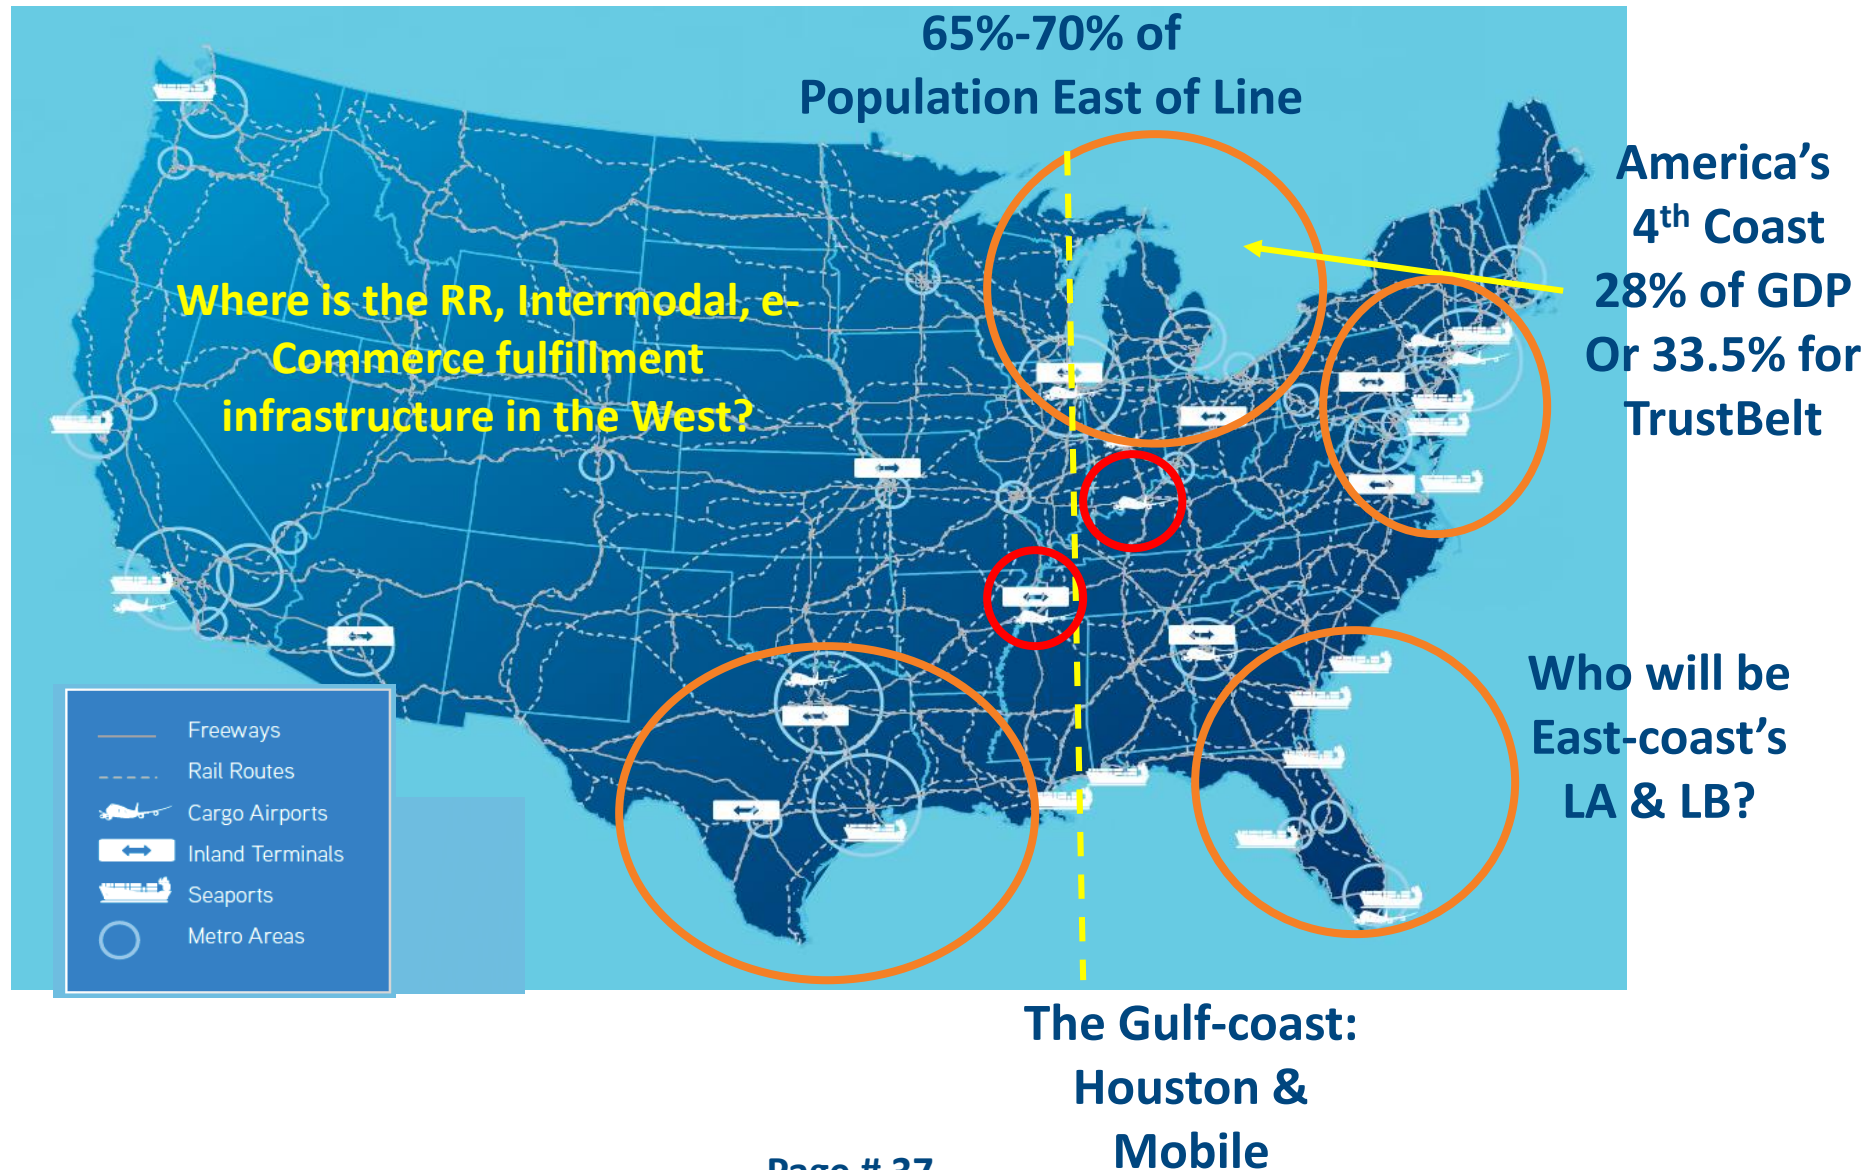 65%-70% of
Population East of Line
America’s
4th Coast
28% of GDP
Or 33.5% for
TrustBelt
Where is the RR, Intermodal, e-
Commerce fulfillment
infrastructure in the West?
Who will be
East-coast’s
LA & LB?
Freeways
Rail Routes
Cargo Airports
Inland Terminals
Seaports
Metro Areas
The Gulf-coast:
Houston &
Mobile
Page # 37